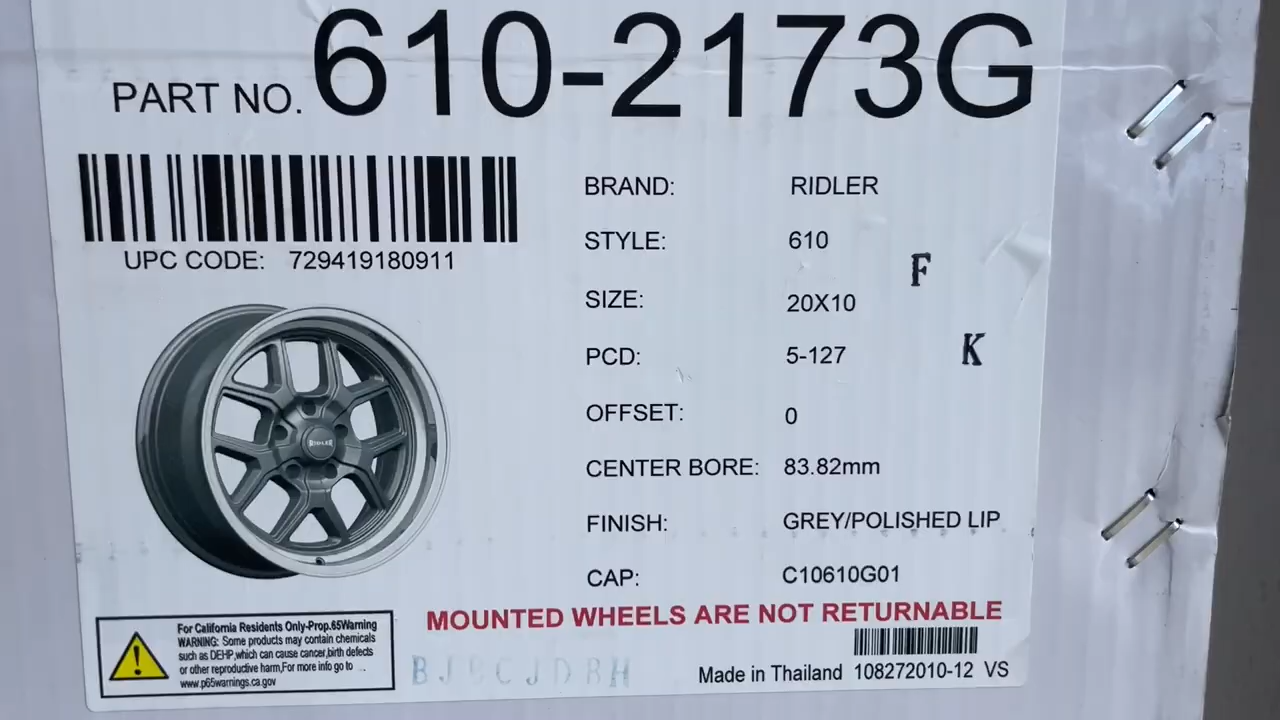 PART NO. 610-2173G
UPC CODE: 729419180911
BRAND: RIDLER
STYLE: 610
F
SIZE: 20X10
PCD: 5-127
K
OFFSET: 0
CENTER BORE: 83.82mm
FINISH: GREY/POLISHED LIP
CAP: C10610G01
RIDLER
MOUNTED WHEELS ARE NOT RETURNABLE
For California Residents Only-Prop.65Warning
WARNING: Some products may contain chemicals
such as DEHP,which can cause cancer,birth defects
or other reproductive harm,For more info go to ...
www.p65warnings.ca.gov
Made in Thailand 108272010-12 VS